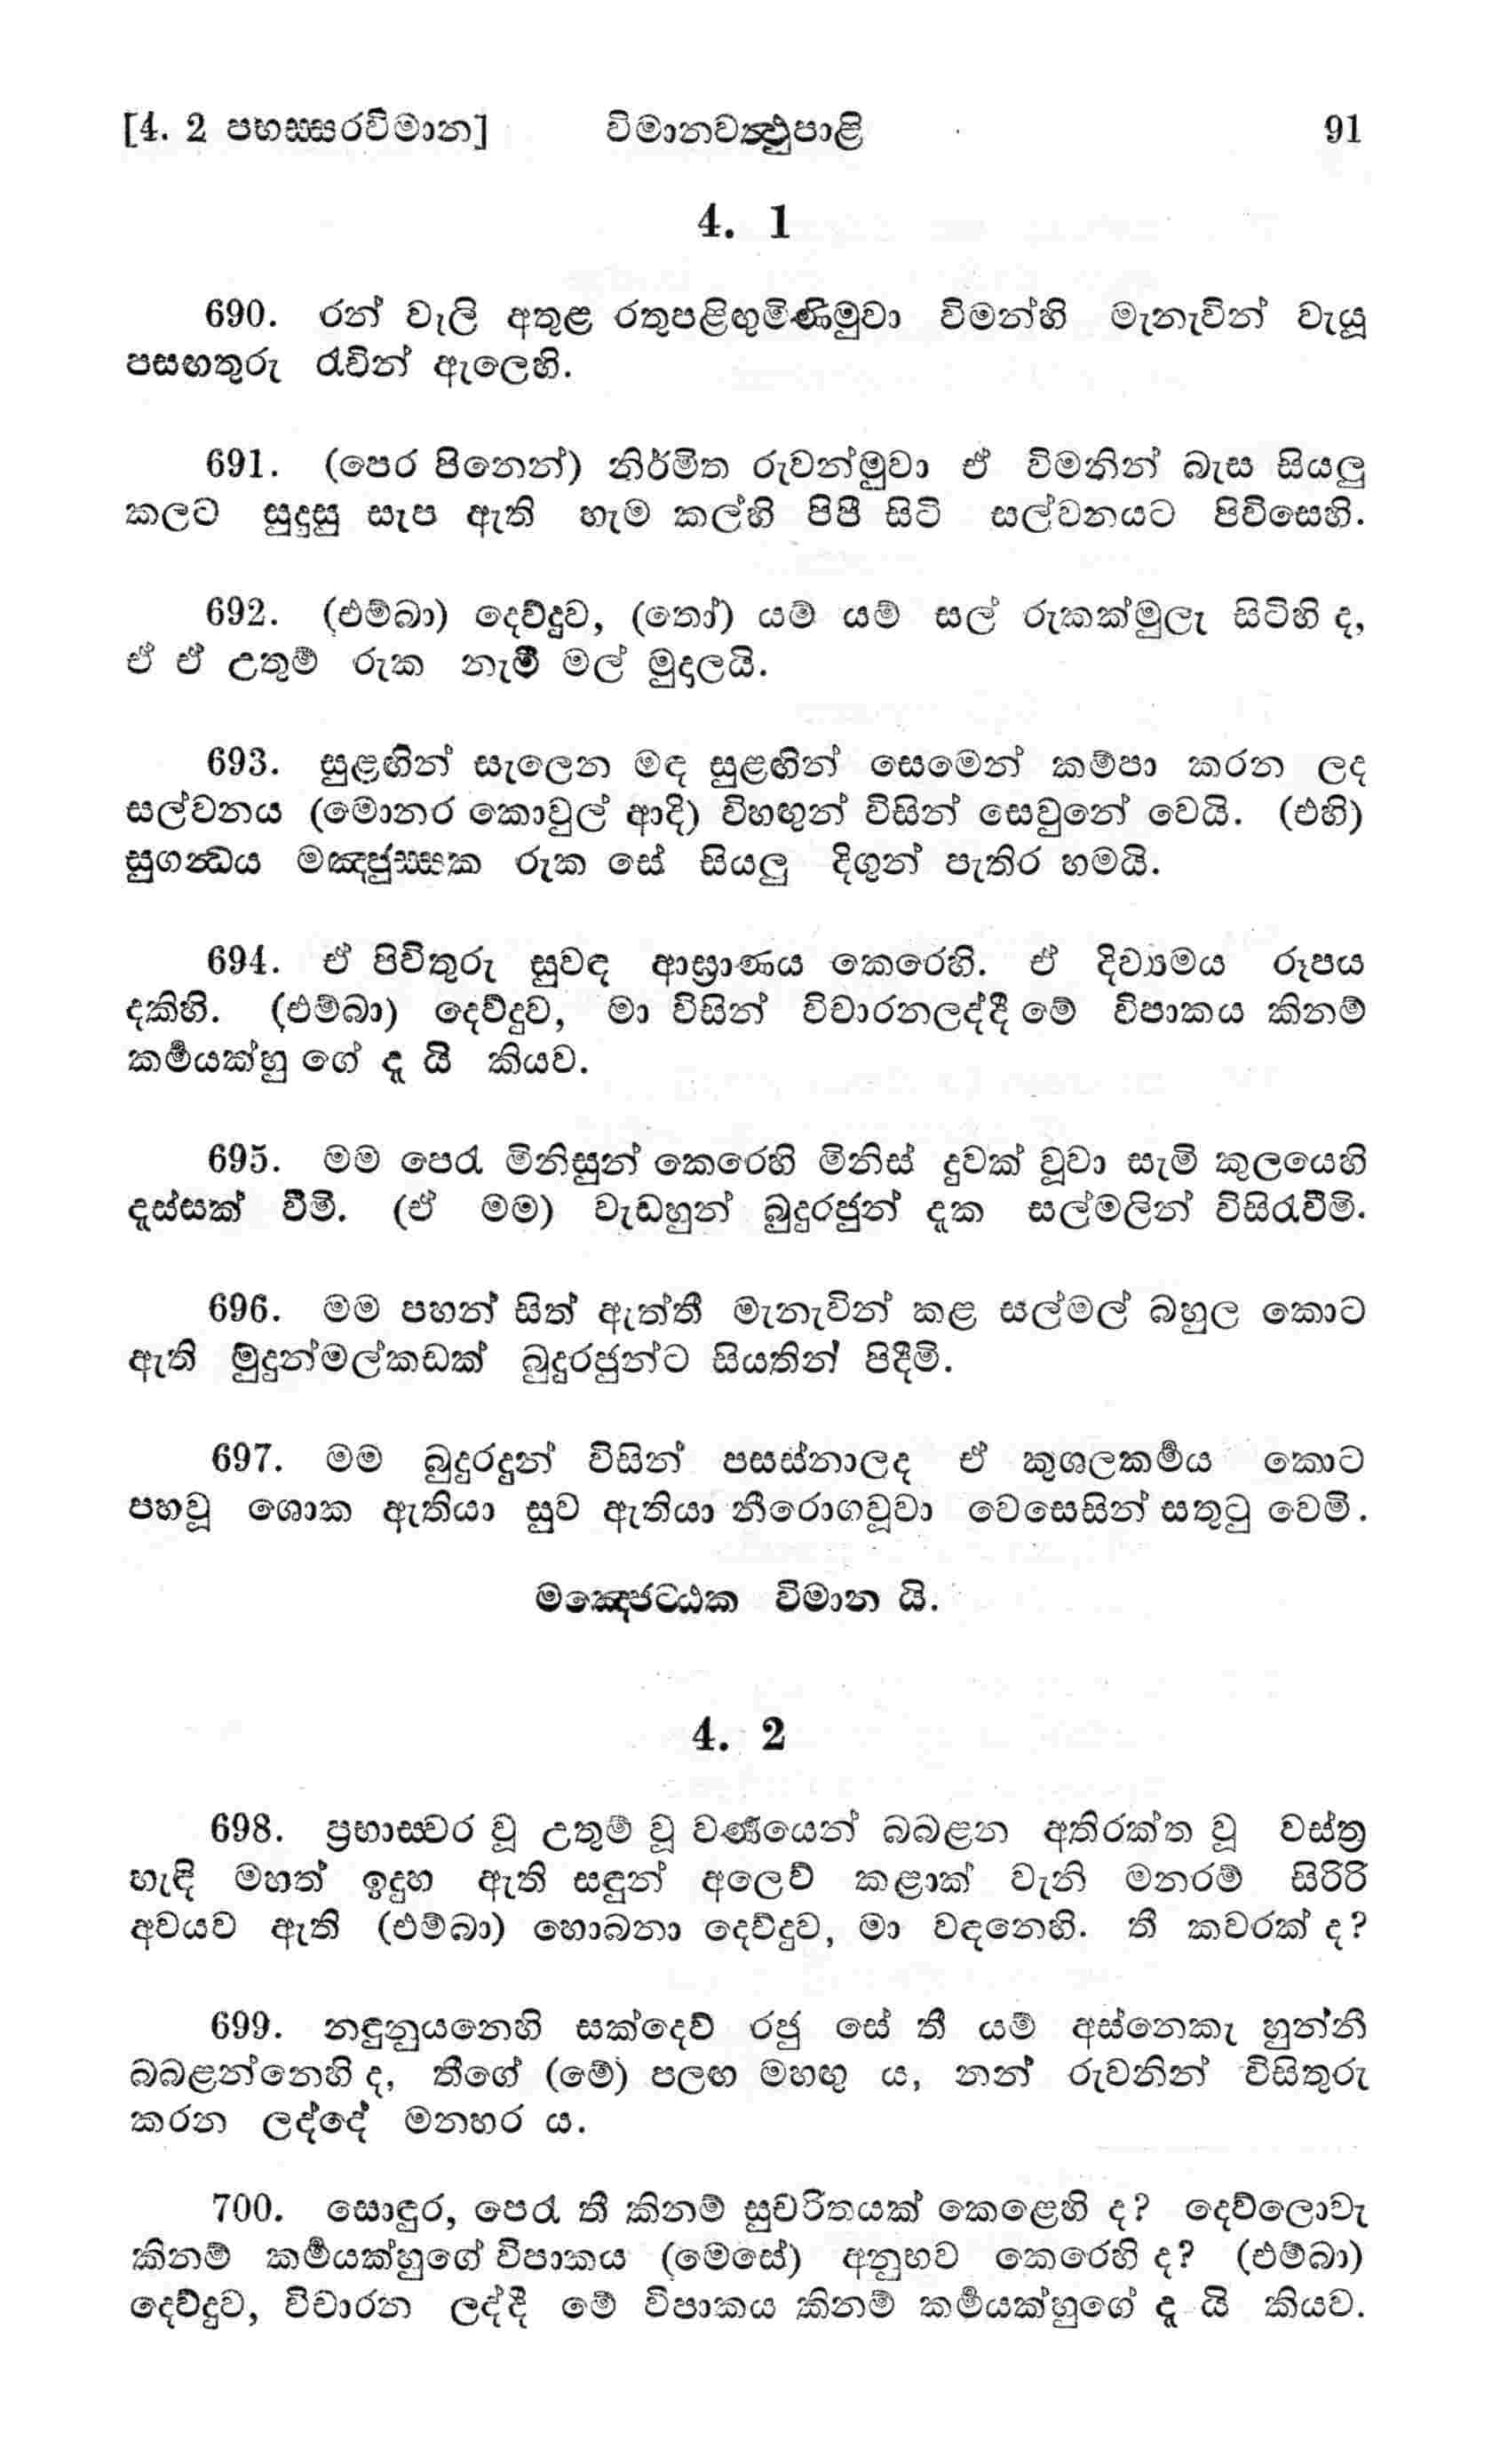 [4. 2 පභස්සරවිමාන] විමානවත්‍ථුපාළි 91
4. 1
690. රන් වැලි අතුළ රතුපළිඟුමිණිමුවා විමන්හි මැනැවින් වැයූ
පසඟතුරු රැවින් ඇලෙහි.
691. (පෙර පිනෙන්) නිර්මිත රුවන්මුවා ඒ විමනින් බැස සියලු
කලට සුදුසු සැප ඇති හැම කල්හි පිපී සිටි සල්වනයට පිවිසෙහි.
692. (එම්බා) දෙව්දුව, (තෝ) යම් යම් සල් රුකක්මුලැ සිටිහි ද,
ඒ ඒ උතුම් රුක නැමී මල් මුදාලයි.
693. සුළඟින් සැලෙන මඳ සුළඟින් සෙමෙන් කම්පා කරන ලද
සල්වනය (මොනර කොවුල් ආදි) විහඟුන් විසින් සෙවුනේ වෙයි. (එහි)
සුගන්‍ධය මඤ්ජුස්සක රුක සේ සියලු දිගුන් පැතිර හමයි.
694. ඒ පිවිතුරු සුවඳ ආඝ්‍රාණය කෙරෙහි. ඒ දිව්‍යමය රූපය
දකිහි. (එම්බා) දෙව්දුව, මා විසින් විචාරනලද්දී මේ විපාකය කිනම්
කර්‍මයක්හු ගේ දැ යි කියව.
695. මම පෙරැ මිනිසුන් කෙරෙහි මිනිස් දුවක් වූවා සැමි කුලයෙහි
දැස්සක් වීමී. (ඒ මම) වැඩහුන් බුදුරජුන් දැක සල්මලින් විසිරැවීමි.
696. මම පහන් සිත් ඇත්තී මැනැවින් කළ සල්මල් බහුල කොට
ඇති මුදුන්මල්කඩක් බුදුරජුන්ට සියතින් පිදීමි.
697. මම බුදුරදුන් විසින් පසස්නාලද ඒ කුශලකර්‍මය කොට
පහවූ ශොක ඇතියා සුව ඇතියා නීරොගවූවා වෙසෙසින් සතුටු වෙමි.
මඤ්ජෙට්ඨක විමාන යි.
4. 2
698. ප්‍රභාස්වර වූ උතුම් වූ වර්‍ණයෙන් බබළන අතිරක්ත වූ වස්ත්‍ර
හැඳි මහත් ඉදුහ ඇති සඳුන් අලෙව් කළාක් වැනි මනරම් සිරිරි
අවයව ඇති (එම්බා) හොබනා දෙව්දුව, මා වඳනෙහි. තී කවරක් ද?
699. නඳුනුයනෙහි සක්දෙව් රජු සේ තී යම් අස්නෙකැ හුන්නී
බබළන්නෙහි ද, තීගේ (මේ) පලඟ මහඟු ය, නන් රුවනින් විසිතුරු
කරන ලද්දේ මනහර ය.
700. සොඳුර, පෙරැ තී කිනම් සුචරිතයක් කෙළෙහි ද? දෙව්ලොවැ
කිනම් කර්‍මයක්හුගේ විපාකය (මෙසේ) අනුභව කෙරෙහි ද? (එම්බා)
දෙව්දුව, විචාරන ලද්දී මේ විපාකය කිනම් කර්‍මයක්හුගේ දැ යි කියව.